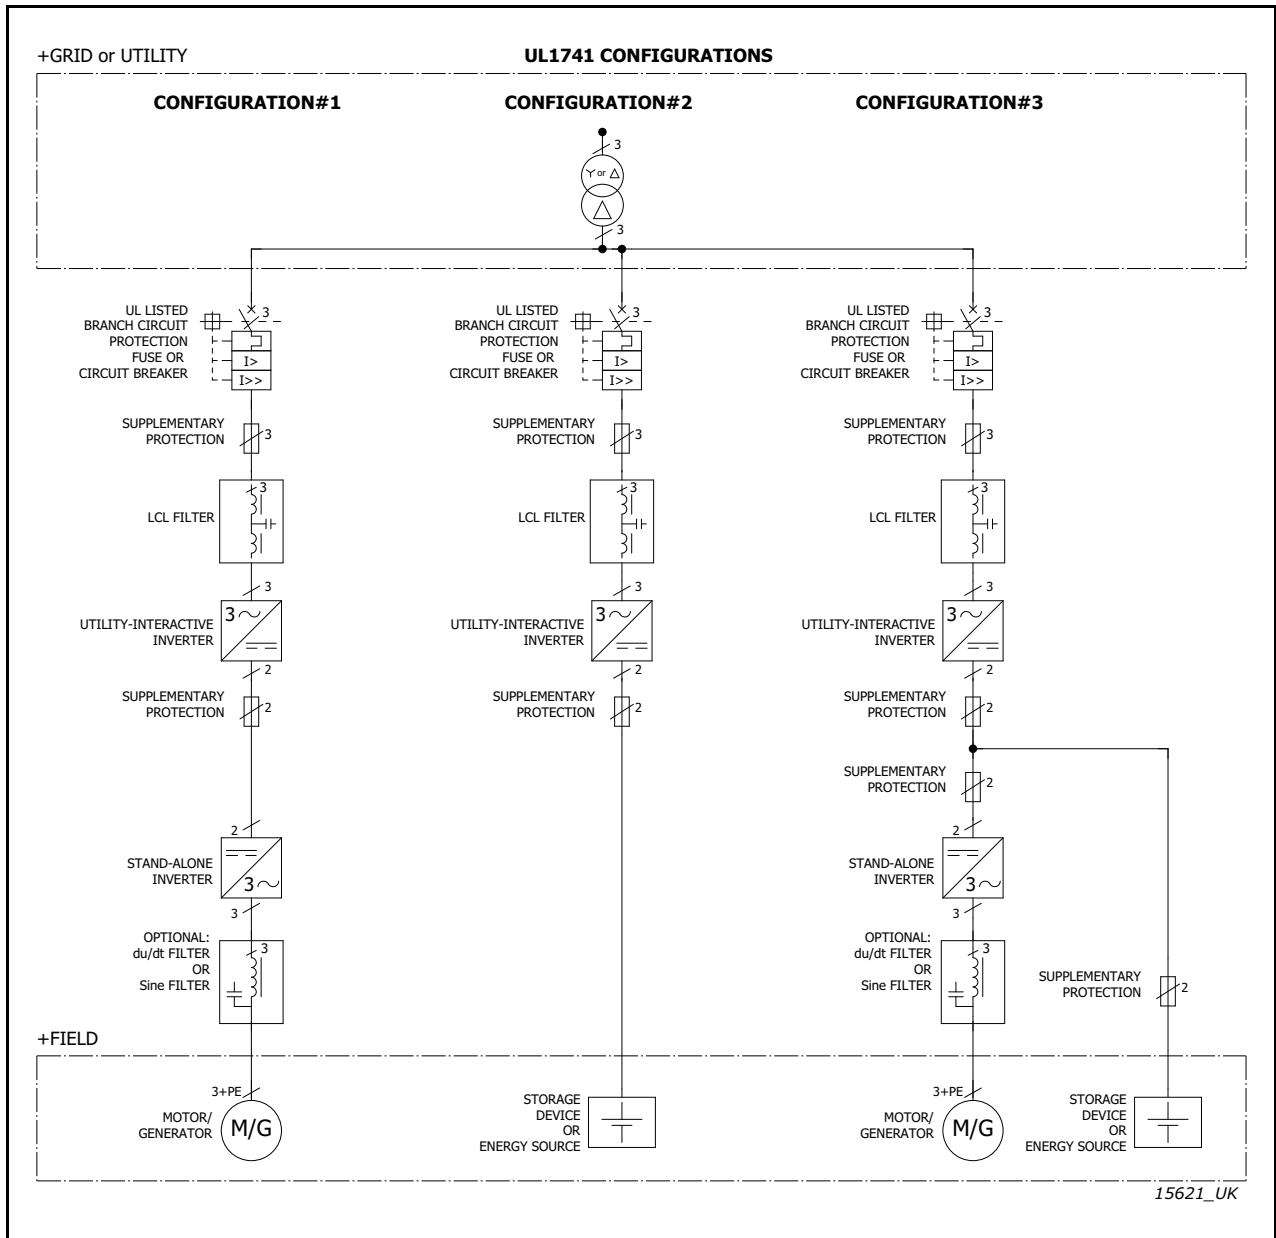 +GRID or UTILITY
UL1741 CONFIGURATIONS
CONFIGURATION#1
CONFIGURATION#2
CONFIGURATION#3
3
Y or Δ
Δ
3
UL LISTED
BRANCH CIRCUIT
PROTECTION
FUSE OR
CIRCUIT BREAKER
3
I>
I>>
UL LISTED
BRANCH CIRCUIT
PROTECTION
FUSE OR
CIRCUIT BREAKER
3
I>
I>>
UL LISTED
BRANCH CIRCUIT
PROTECTION
FUSE OR
CIRCUIT BREAKER
3
I>
I>>
SUPPLEMENTARY
PROTECTION
3
SUPPLEMENTARY
PROTECTION
3
SUPPLEMENTARY
PROTECTION
3
LCL FILTER
3
LCL FILTER
3
LCL FILTER
3
3
3
3
UTILITY-INTERACTIVE
INVERTER
3
UTILITY-INTERACTIVE
INVERTER
3
UTILITY-INTERACTIVE
INVERTER
3
2
2
2
SUPPLEMENTARY
PROTECTION
2
SUPPLEMENTARY
PROTECTION
2
SUPPLEMENTARY
PROTECTION
2
SUPPLEMENTARY
PROTECTION
2
2
2
STAND-ALONE
INVERTER
3
STAND-ALONE
INVERTER
3
3
3
OPTIONAL:
du/dt FILTER
OR
Sine FILTER
3
OPTIONAL:
du/dt FILTER
OR
Sine FILTER
3
SUPPLEMENTARY
PROTECTION
2
+FIELD
3+PE
MOTOR/
GENERATOR
M/G
STORAGE
DEVICE
OR
ENERGY SOURCE
3+PE
MOTOR/
GENERATOR
M/G
STORAGE
DEVICE
OR
ENERGY SOURCE
15621_UK